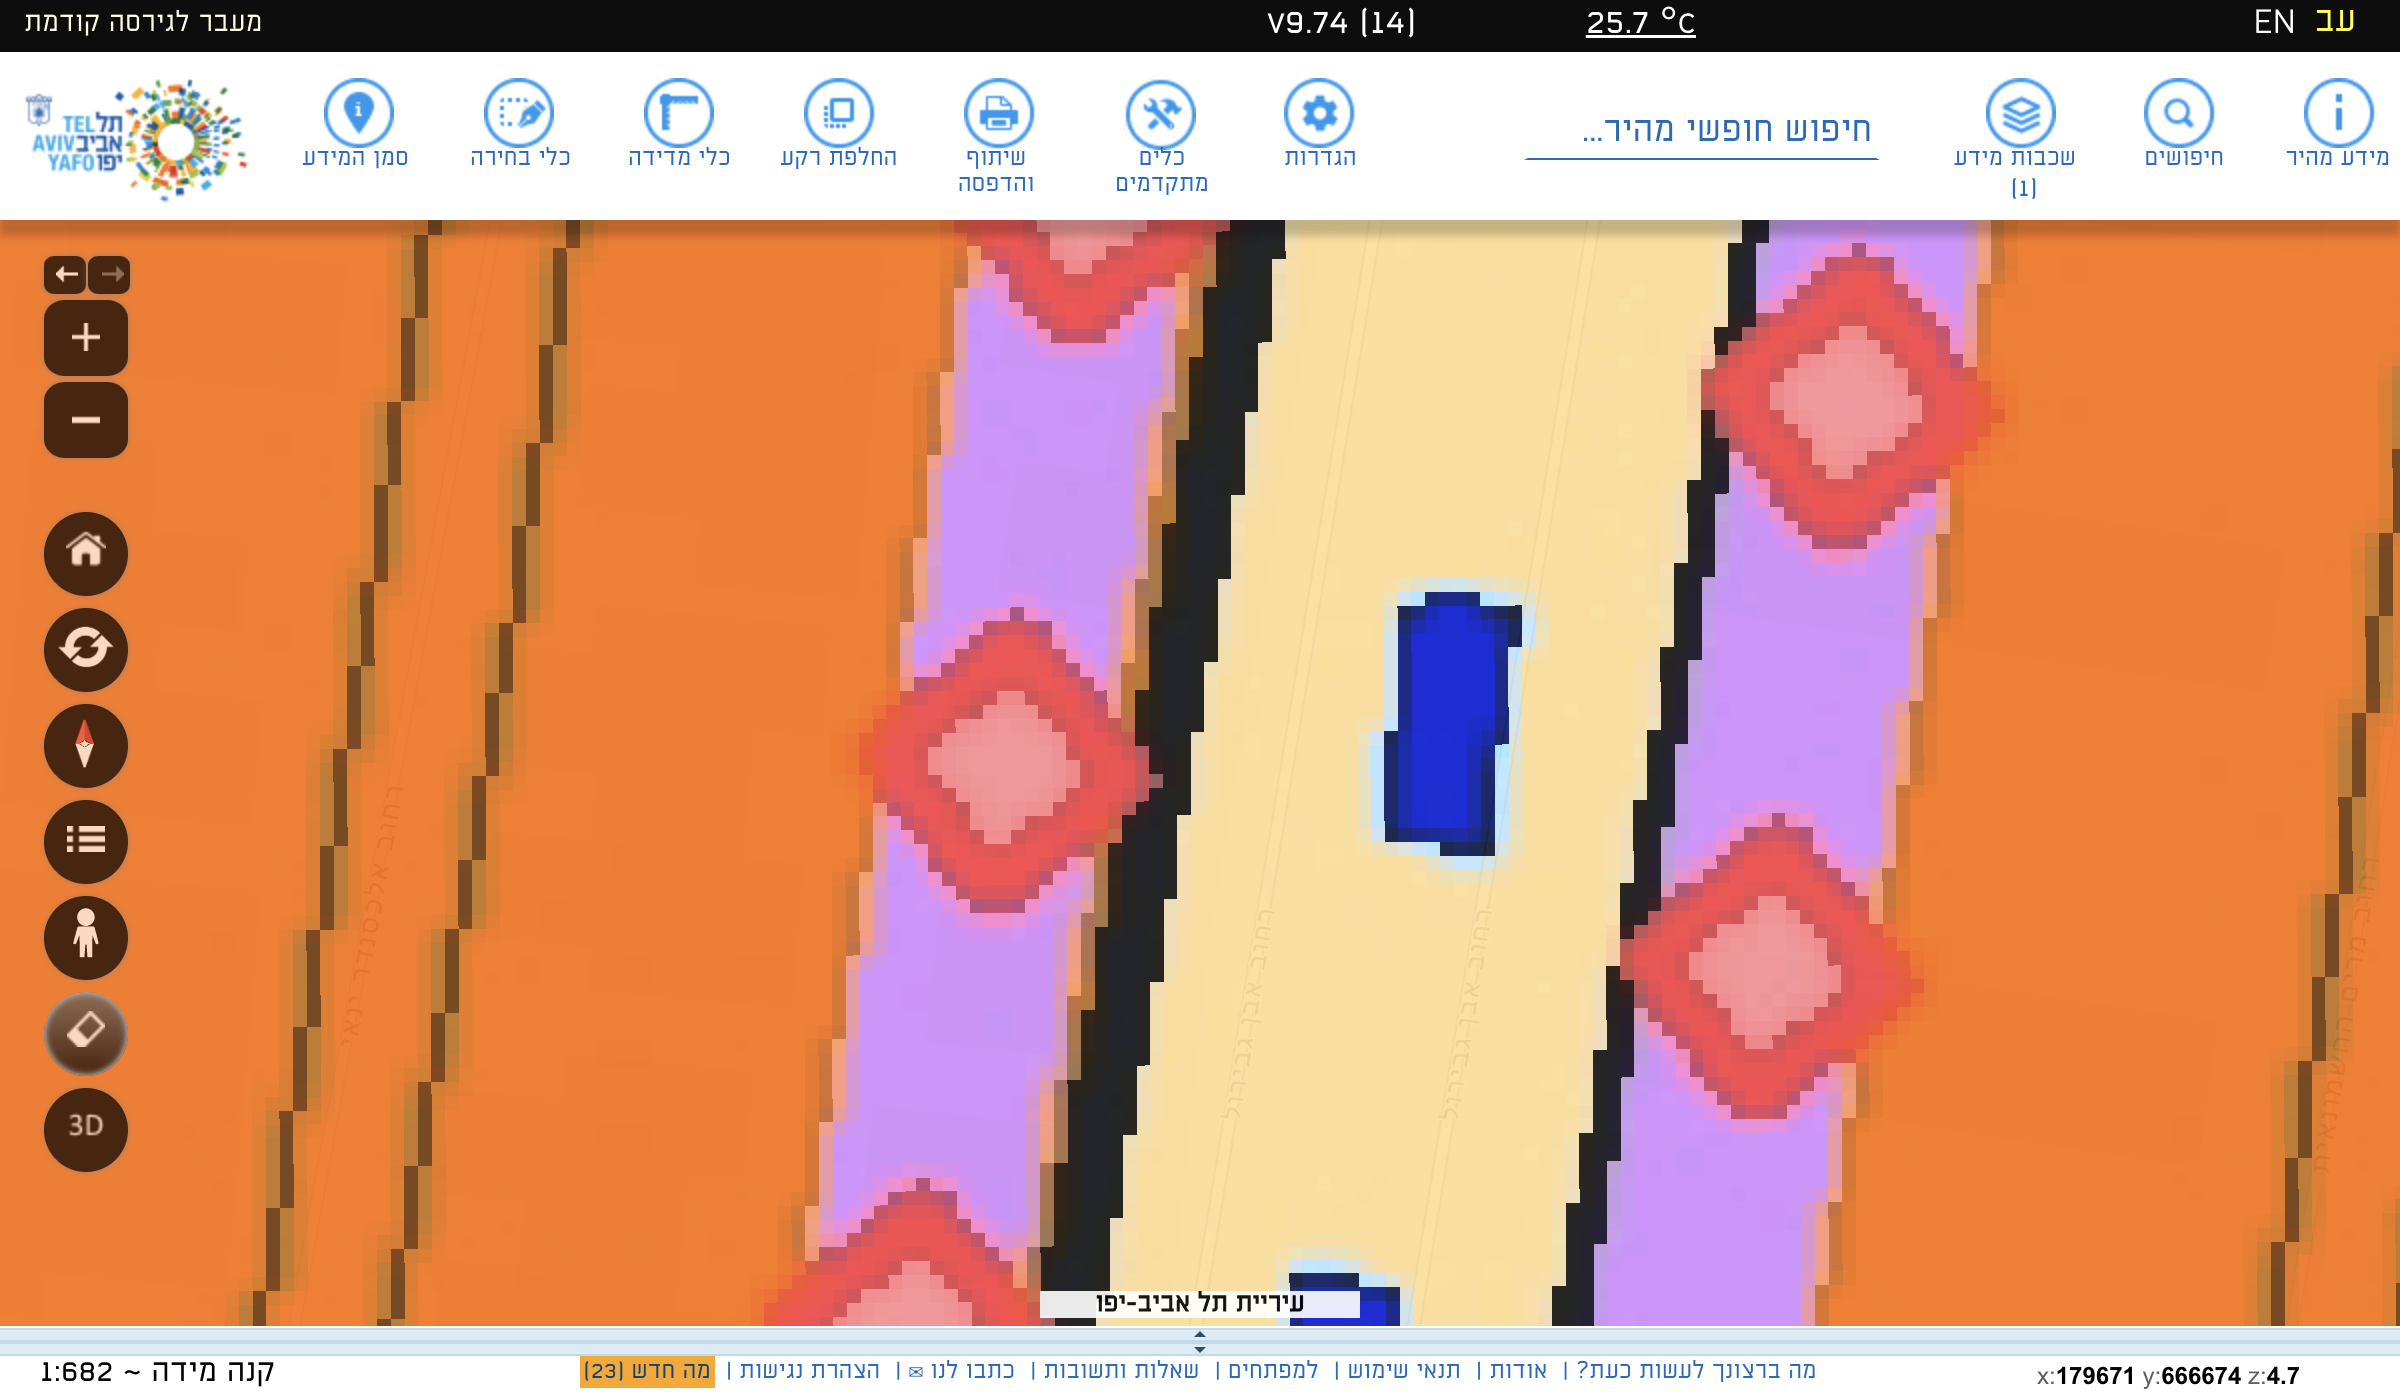 עב EN
25.7 °C
V9.74 (14)
מעבר לגירסה קודמת
מידע מהיר
חיפושים
שכבות מידע
(1)
חיפוש חופשי מהיר...
הגדרות
כלים
מתקדמים
שיתוף
והדפסה
החלפת רקע
כלי מדידה
כלי בחירה
סמן המידע
תל
אביב
יפו
TEL
AVIV
YAFO
3D
רחוב אלכסנדר ינאי
רחוב אבן גבירול
רחוב אבן גבירול
רחוב מרים החשמונאית
עיריית תל אביב-יפו
מה ברצונך לעשות כעת? | אודות | תנאי שימוש | למפתחים | שאלות ותשובות | כתבו לנו ✉ | הצהרת נגישות | מה חדש (23)
קנה מידה ~ 1:682
x:179671 y:666674 z:4.7